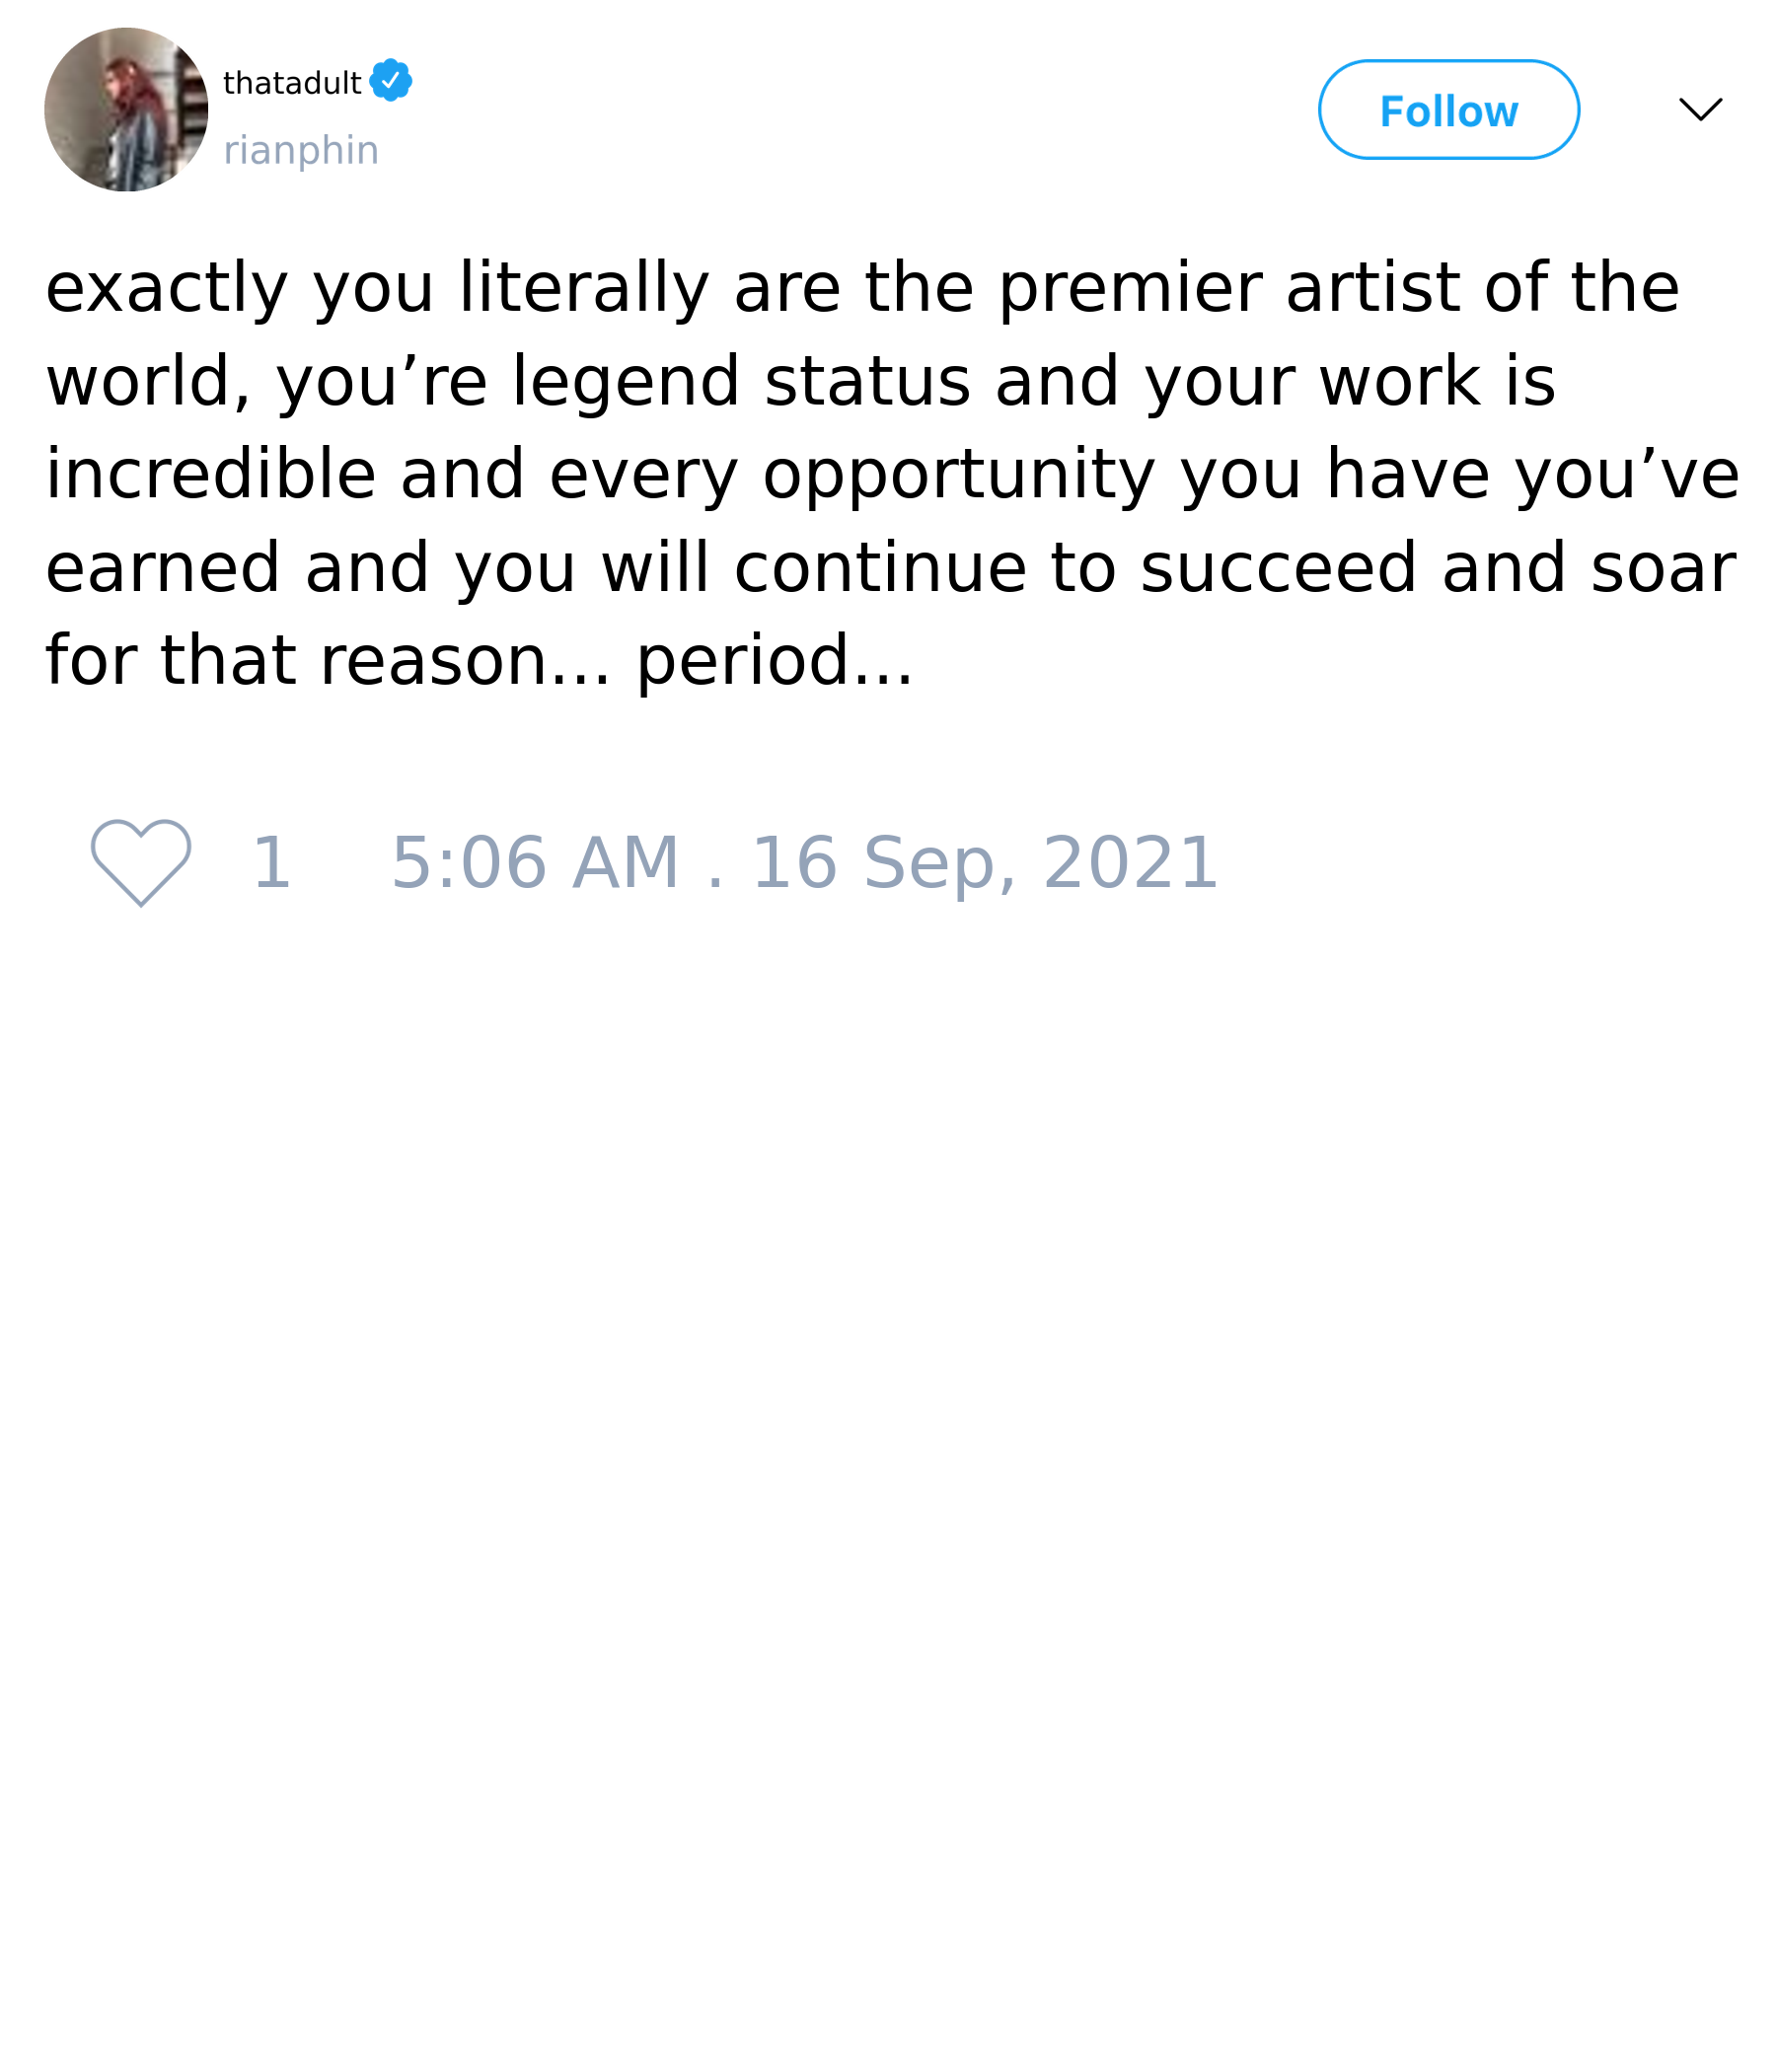 thatadult
rianphin
Follow
exactly you literally are the premier artist of the
world, you’re legend status and your work is
incredible and every opportunity you have you’ve
earned and you will continue to succeed and soar
for that reason... period...
1 5:06 AM . 16 Sep, 2021